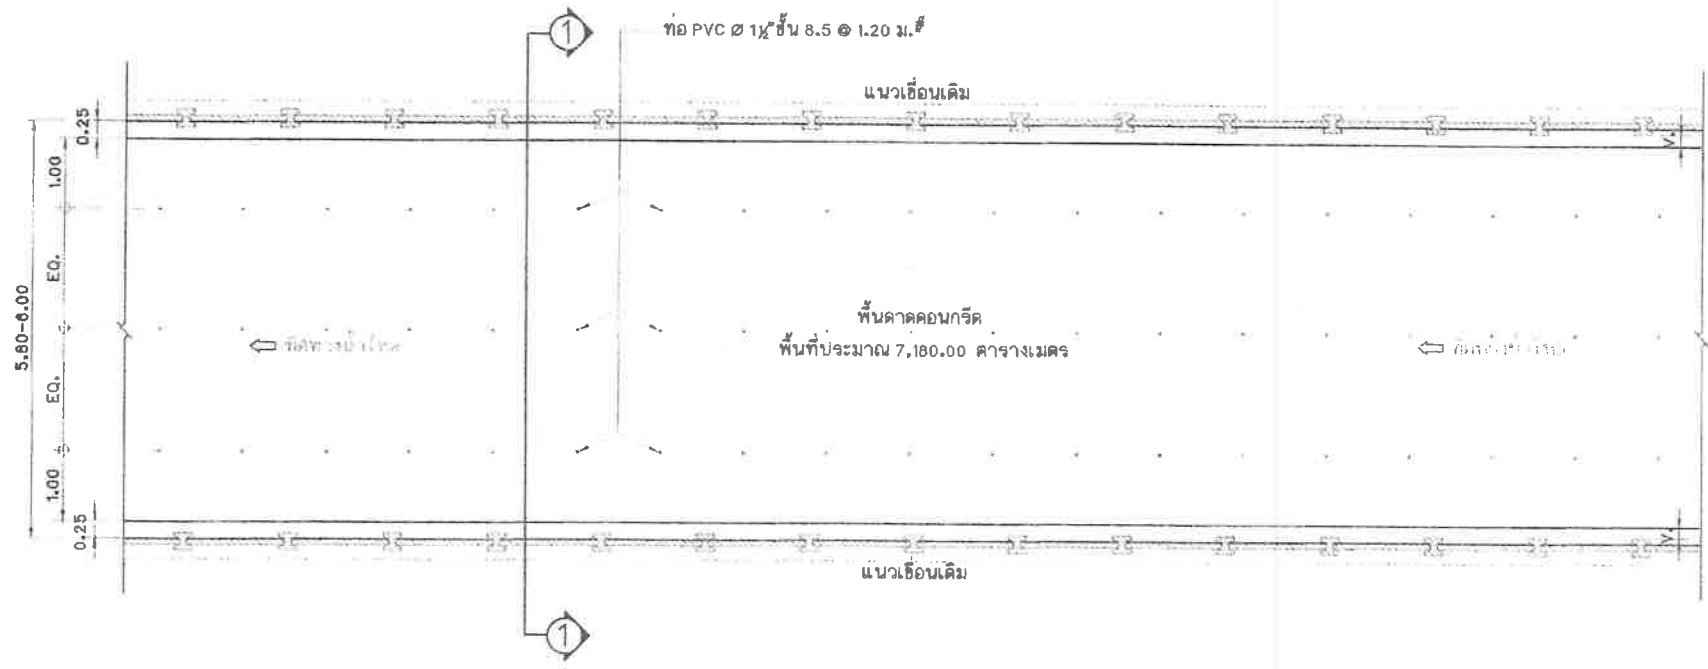 1
ท่อ PVC Ø 1½" ชั้น 8.5 @ 1.20 ม.#
แนวเขื่อนเดิม
0.25
V.
1.00
EQ.
5.80-6.00
พื้นดาดคอนกรีต
พื้นที่ประมาณ 7,180.00 ตารางเมตร
EQ.
1.00
0.25
V.
แนวเขื่อนเดิม
1